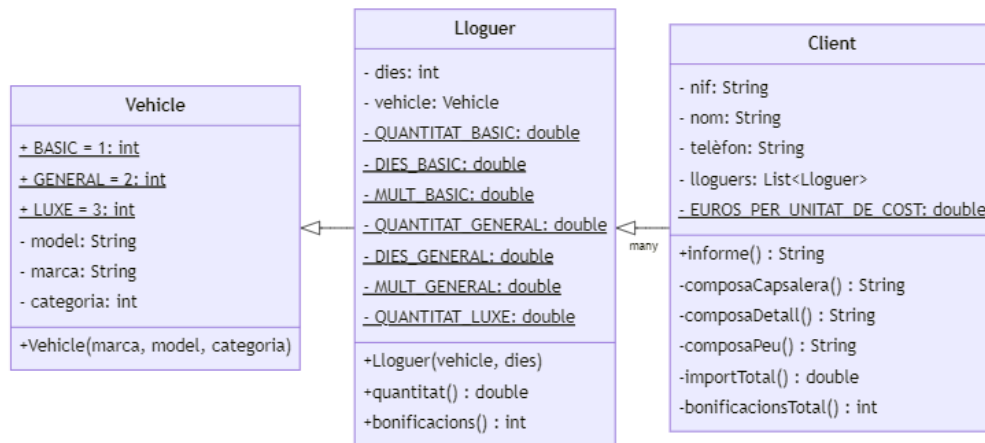 Vehicle
+ BASIC = 1: int
+ GENERAL = 2: int
+ LUXE = 3: int
- model: String
- marca: String
- categoria: int
+Vehicle(marca, model, categoria)
Lloguer
- dies: int
- vehicle: Vehicle
- QUANTITAT_BASIC: double
- DIES_BASIC: double
- MULT_BASIC: double
- QUANTITAT_GENERAL: double
- DIES_GENERAL: double
- MULT_GENERAL: double
- QUANTITAT_LUXE: double
+Lloguer(vehicle, dies)
+quantitat() : double
+bonificacions() : int
many
Client
- nif: String
- nom: String
- telèfon: String
- lloguers: List<Lloguer>
- EUROS_PER_UNITAT_DE_COST: double
+informe() : String
-composaCapsalera() : String
-composaDetall() : String
-composaPeu() : String
-importTotal() : double
-bonificacionsTotal() : int